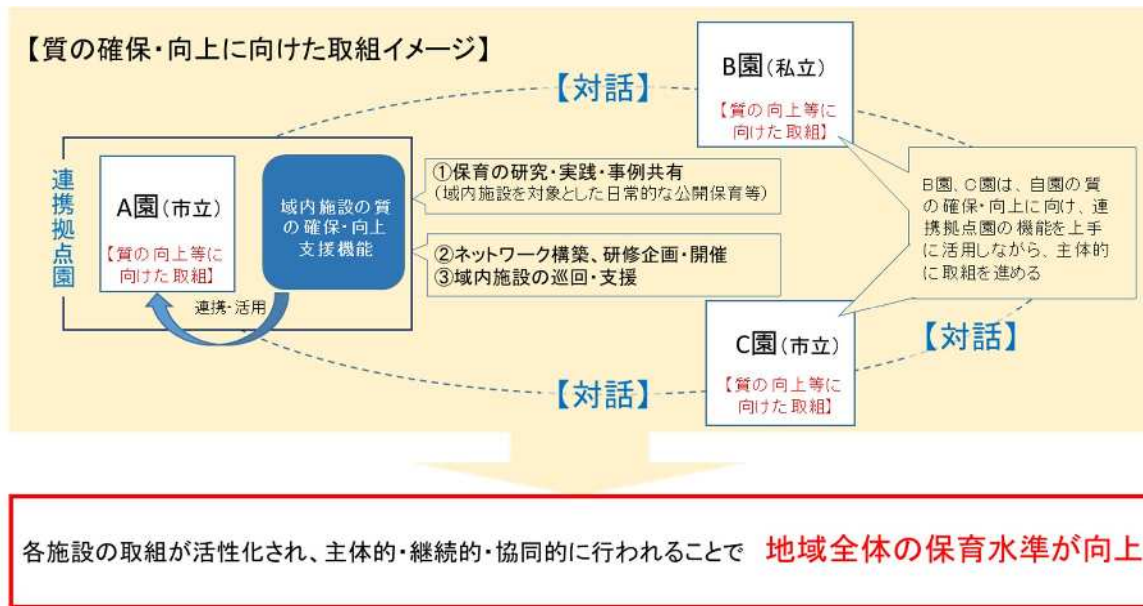 【質の確保・向上に向けた取組イメージ】
【対話】
B園(私立)
【質の向上等に
向けた取組】
連携拠点園
A園(市立)
【質の向上等に
向けた取組】
域内施設の質
の確保・向上
支援機能
連携・活用
①保育の研究・実践・事例共有
(域内施設を対象とした日常的な公開保育等)
②ネットワーク構築、研修企画・開催
③域内施設の巡回・支援
B園、C園は、自園の質
の確保・向上に向け、連
携拠点園の機能を上手
に活用しながら、主体的
に取組を進める
C園(市立)
【質の向上等に
向けた取組】
【対話】
【対話】
各施設の取組が活性化され、主体的・継続的・協同的に行われることで 地域全体の保育水準が向上